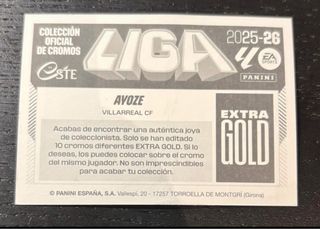 COLECCIÓN
OFICIAL
DE CROMOS
este
LIGA
2025-26
EA
SPORTS
PANINI
AYOZE
VILLARREAL CF
Acabas de encontrar una auténtica joya
de coleccionista. Solo se han editado
10 cromos diferentes EXTRA GOLD. Si lo
deseas, los puedes colocar sobre el cromo
del mismo jugador. No son imprescindibles
para acabar tu colección.
EXTRA
GOLD
© PANINI ESPAÑA, S.A. Vallespí, 20 - 17257 TORROELLA DE MONTGRÍ (Girona)